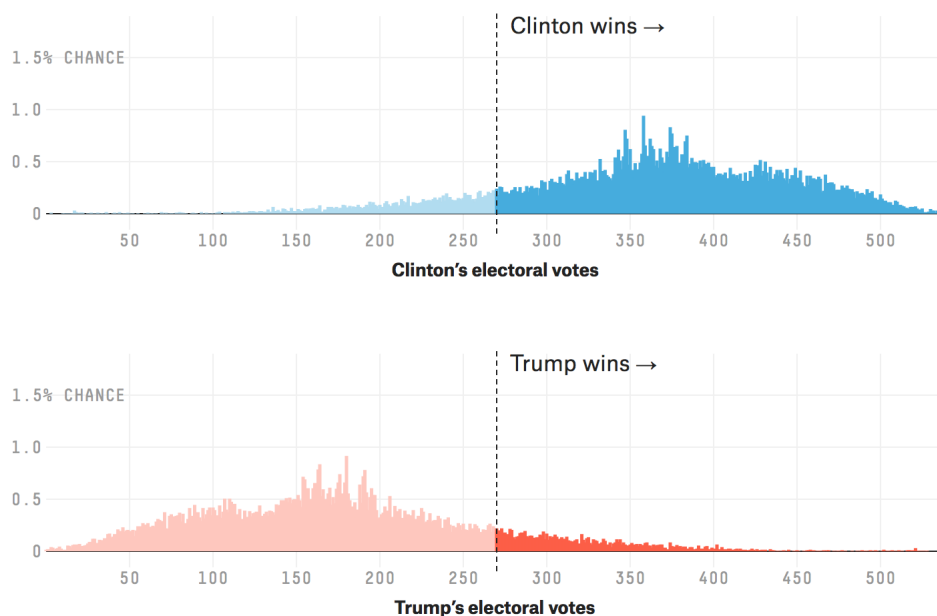 Clinton wins →
1.5% CHANCE
1.0
0.5
0
50 100 150 200 250 300 350 400 450 500
Clinton’s electoral votes
Trump wins →
1.5% CHANCE
1.0
0.5
0
50 100 150 200 250 300 350 400 450 500
Trump’s electoral votes